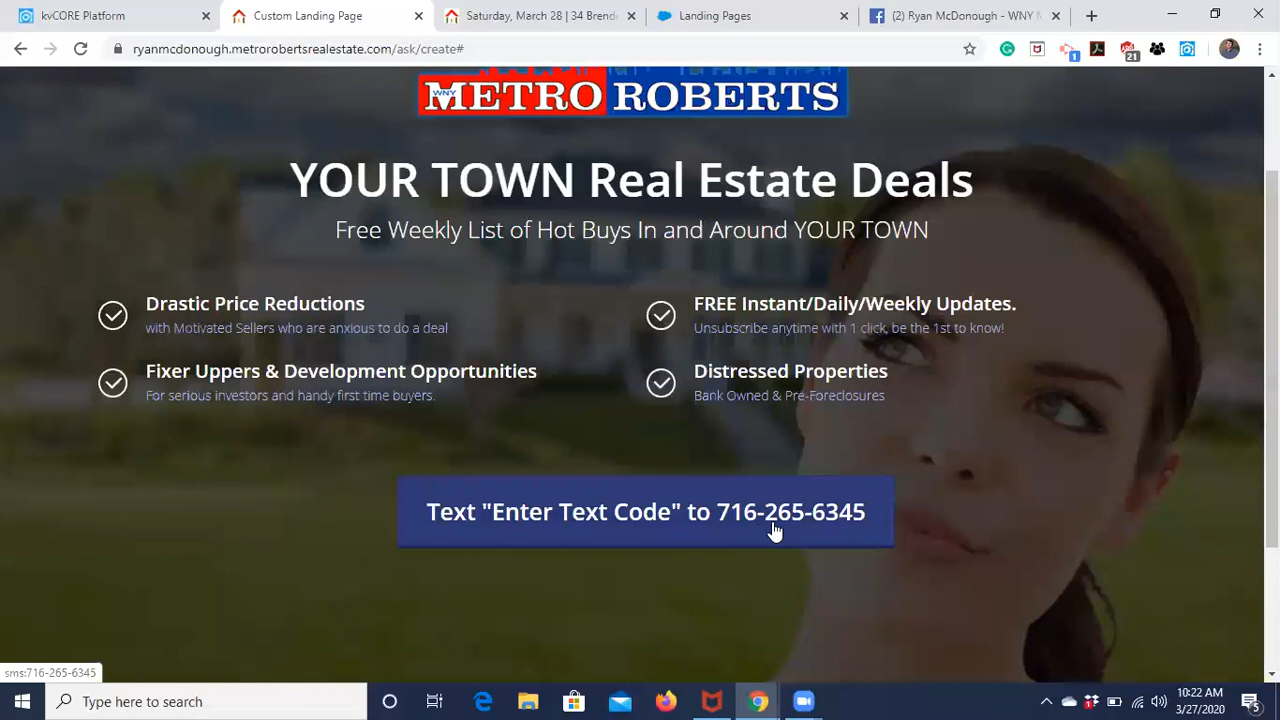 kvCORE Platform
Custom Landing Page
Saturday, March 28 | 34 Brend
Landing Pages
(2) Ryan McDonough - WNY M
ryanmcdonough.metrorobertsrealestate.com/ask/create#
1
21
WNY METRO ROBERTS
YOUR TOWN Real Estate Deals
Free Weekly List of Hot Buys In and Around YOUR TOWN
Drastic Price Reductions
with Motivated Sellers who are anxious to do a deal
FREE Instant/Daily/Weekly Updates.
Unsubscribe anytime with 1 click, be the 1st to know!
Fixer Uppers & Development Opportunities
For serious investors and handy first time buyers.
Distressed Properties
Bank Owned & Pre-Foreclosures
Text "Enter Text Code" to 716-265-6345
sms:716-265-6345
Type here to search
10:22 AM
3/27/2020
5